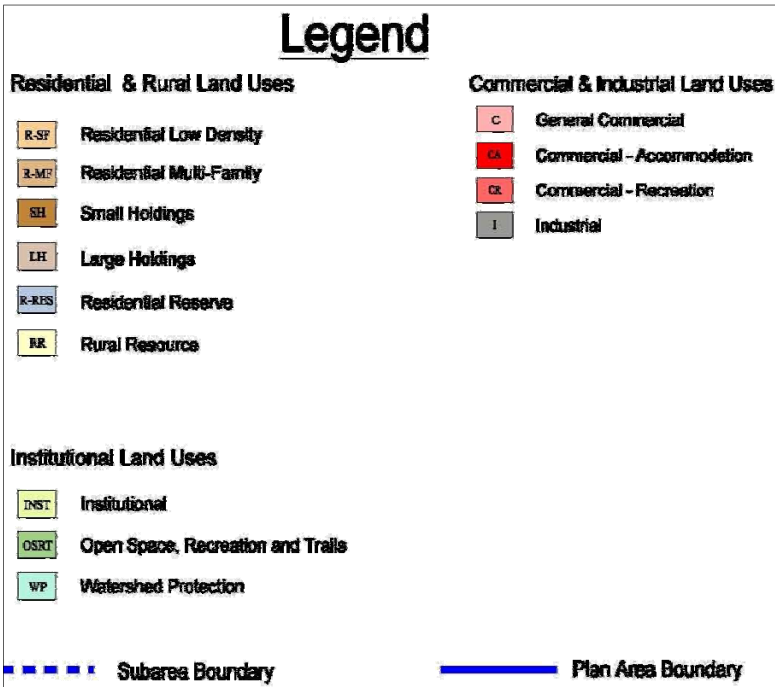 Legend
Residential & Rural Land Uses
R-SF Residential Low Density
R-MF Residential Multi-Family
SH Small Holdings
LH Large Holdings
R-RES Residential Reserve
RR Rural Resource
Commercial & Industrial Land Uses
C General Commercial
CA Commercial - Accommodation
CR Commercial - Recreation
I Industrial
Institutional Land Uses
INST Institutional
OSRT Open Space, Recreation and Trails
WP Watershed Protection
Subarea Boundary
Plan Area Boundary